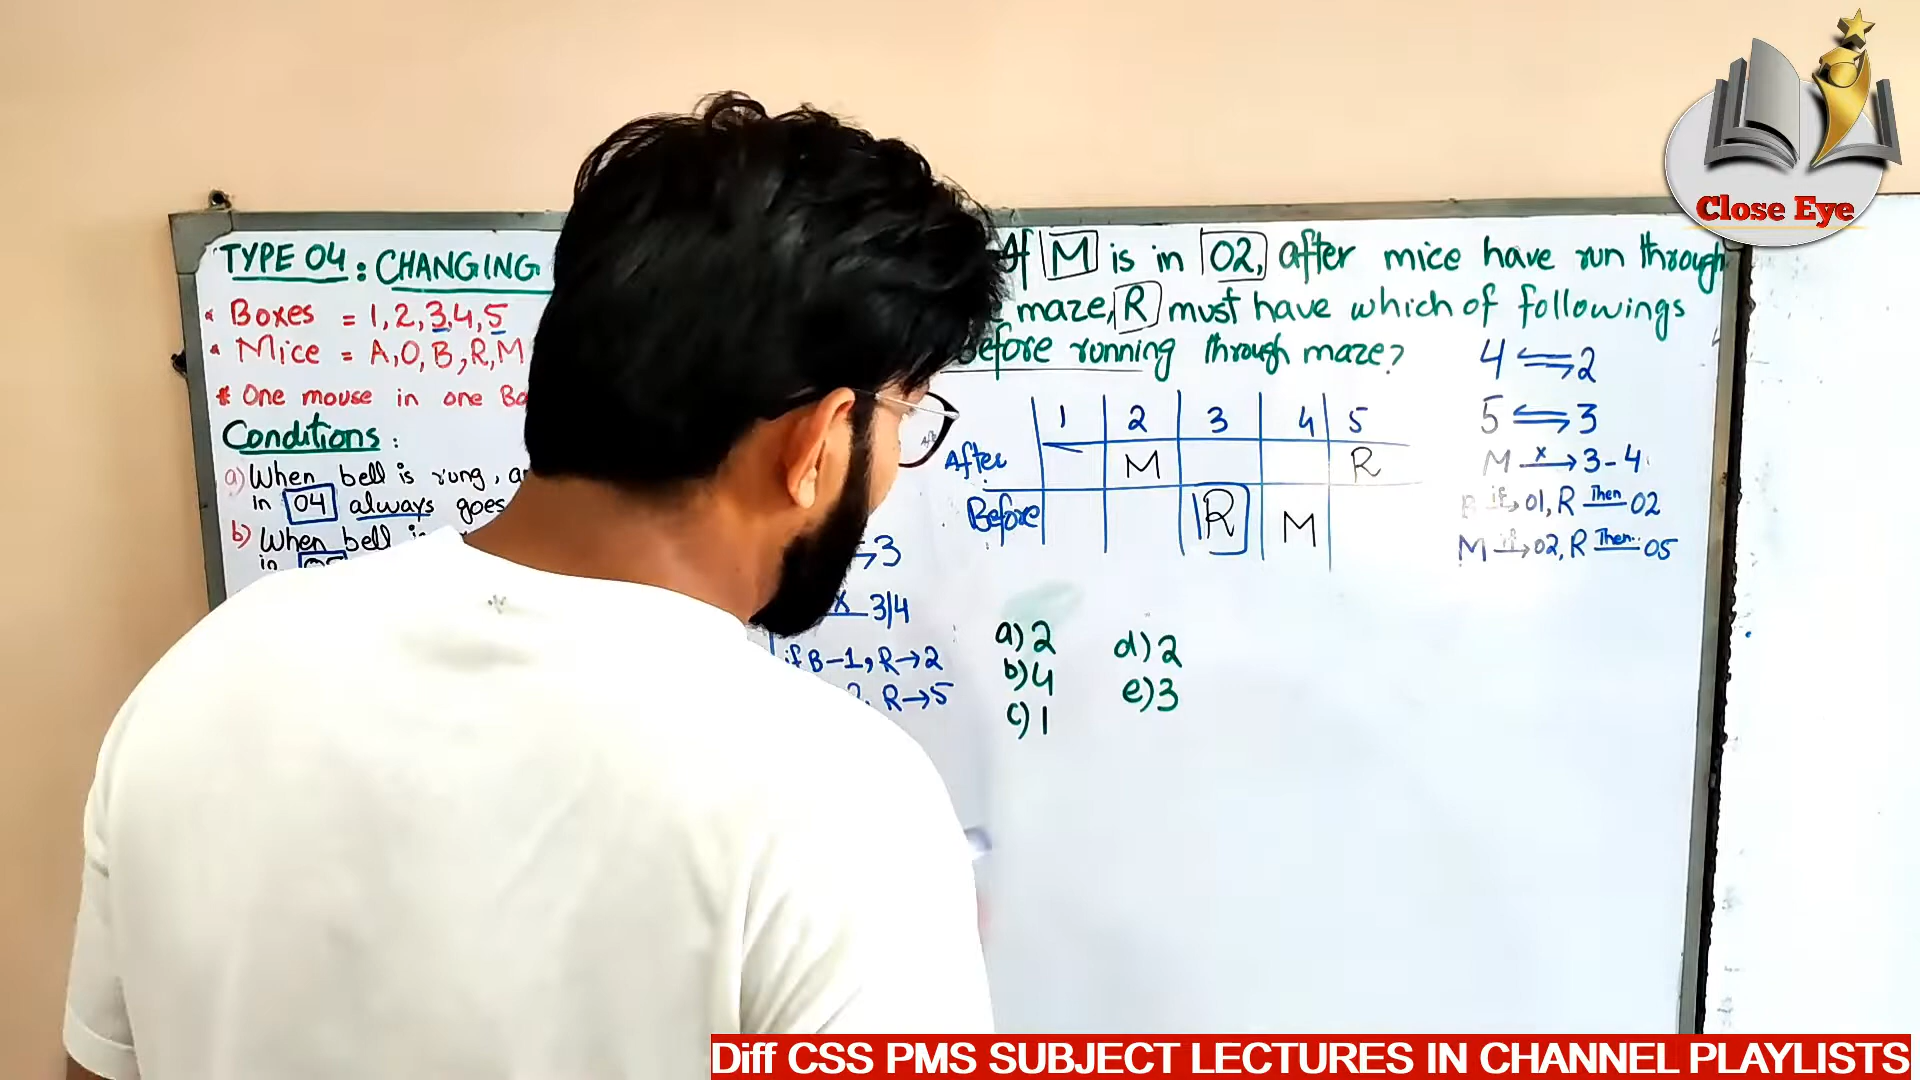 TYPE 04: CHANGING
* Boxes = 1,2,3,4,5
* Mice = A,O,B,R,M
* One mouse in one
Conditions:
a) When bell is rung,
in 04 always goes
b) When bell
in
3
x 3/4
if B-1, R→2
R→5
If M is in 02, after mice have run through
maze, R must have which of followings
Before running through maze?
4 ⇌ 2
5 ⇌ 3
M x→ 3-4
if→ 01, R Then 02
M if→ 02, R Then 05
1 2 3 4 5
After M R
Before R M
a) 2 d) 2
b) 4 e) 3
c) 1
Close Eye
Diff CSS PMS SUBJECT LECTURES IN CHANNEL PLAYLISTS